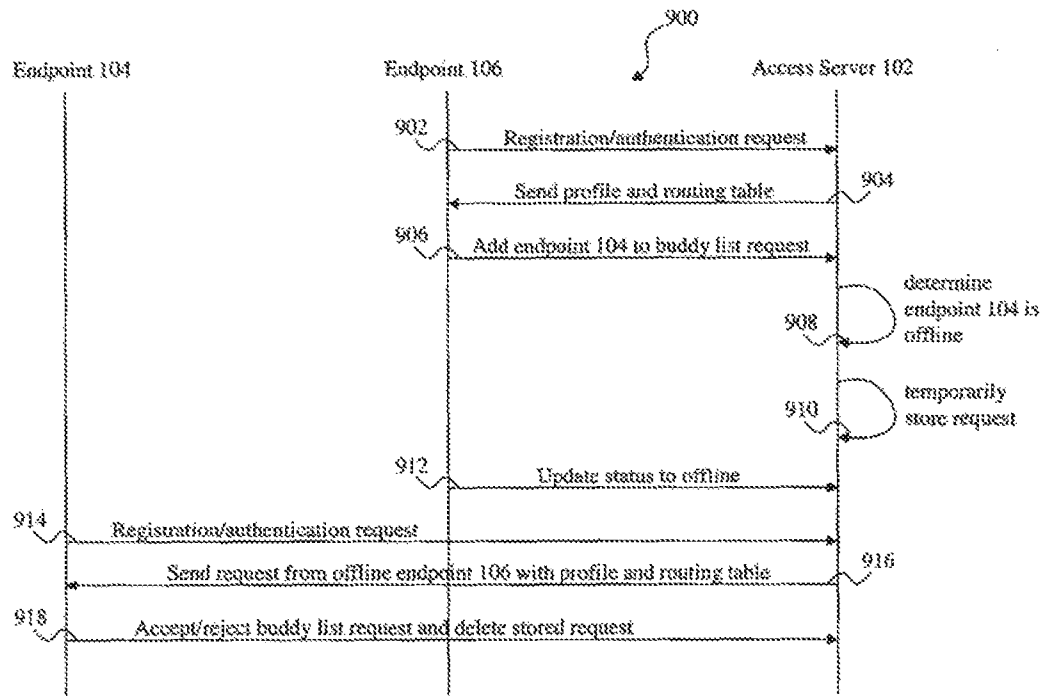 900
Endpoint 104
Endpoint 106
Access Server 102
902
Registration/authentication request
904
Send profile and routing table
906
Add endpoint 104 to buddy list request
determine
endpoint 104 is
offline
908
temporarily
store request
910
912
Update status to offline
914
Registration/authentication request
916
Send request from offline endpoint 106 with profile and routing table
918
Accept/reject buddy list request and delete stored request